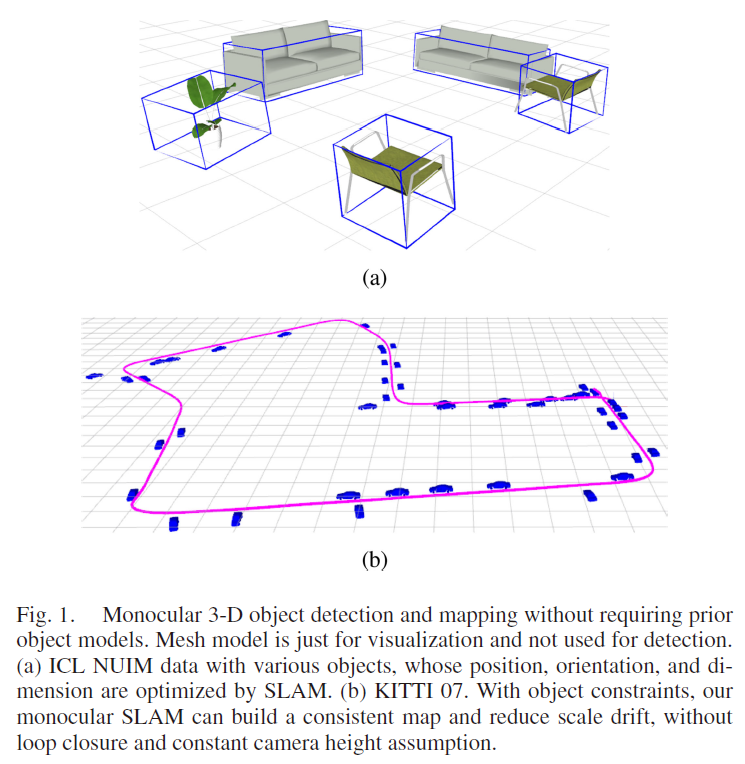 (a)
(b)
Fig. 1. Monocular 3-D object detection and mapping without requiring prior
object models. Mesh model is just for visualization and not used for detection.
(a) ICL NUIM data with various objects, whose position, orientation, and di-
mension are optimized by SLAM. (b) KITTI 07. With object constraints, our
monocular SLAM can build a consistent map and reduce scale drift, without
loop closure and constant camera height assumption.